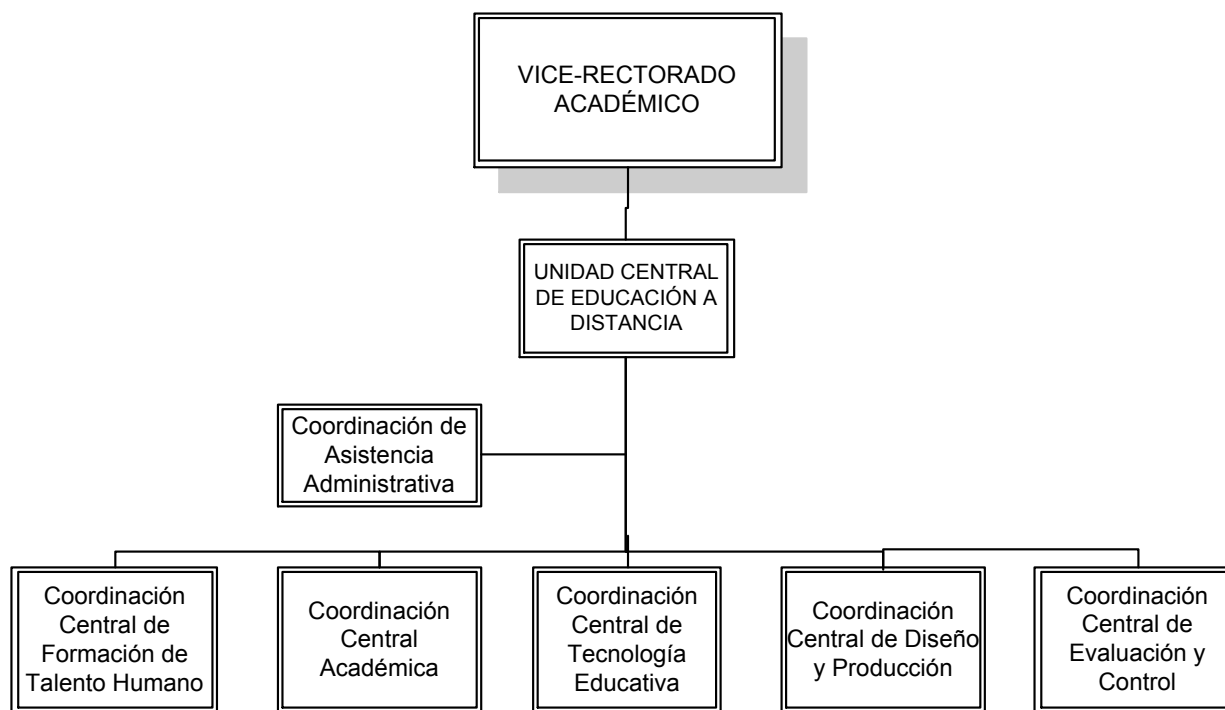 VICE-RECTORADO
ACADÉMICO
UNIDAD CENTRAL
DE EDUCACIÓN A
DISTANCIA
Coordinación de
Asistencia
Administrativa
Coordinación
Central de
Formación de
Talento Humano
Coordinación
Central
Académica
Coordinación
Central de
Tecnología
Educativa
Coordinación
Central de Diseño
y Producción
Coordinación
Central de
Evaluación y
Control